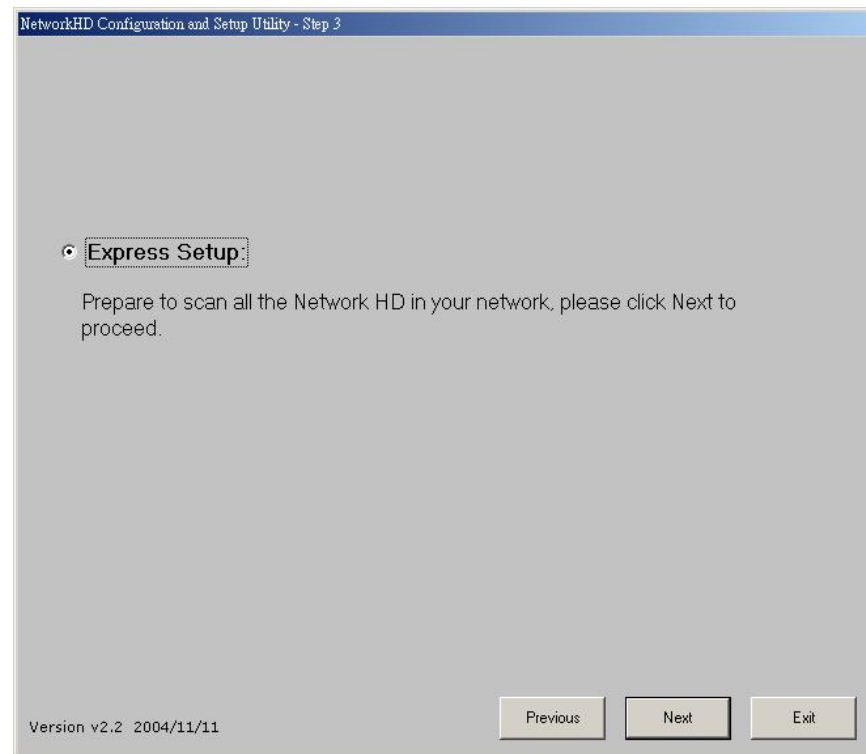 NetworkHD Configuration and Setup Utility - Step 3
Express Setup:
Prepare to scan all the Network HD in your network, please click Next to
proceed.
Version v2.2 2004/11/11
Previous
Next
Exit